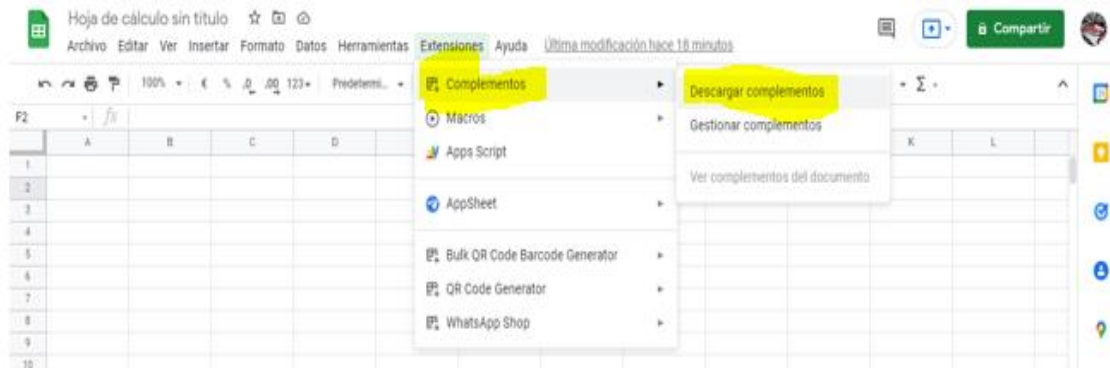 Hoja de cálculo sin título
Archivo Editar Ver Insertar Formato Datos Herramientas Extensiones Ayuda Última modificación hace 18 minutos
Compartir
100% € % .0 .00 123 Predetermi...
Σ
F2 fx
A B C D K L
1
2
3
4
5
6
7
8
9
10
Complementos
Macros
Apps Script
AppSheet
Bulk QR Code Barcode Generator
QR Code Generator
WhatsApp Shop
Descargar complementos
Gestionar complementos
Ver complementos del documento